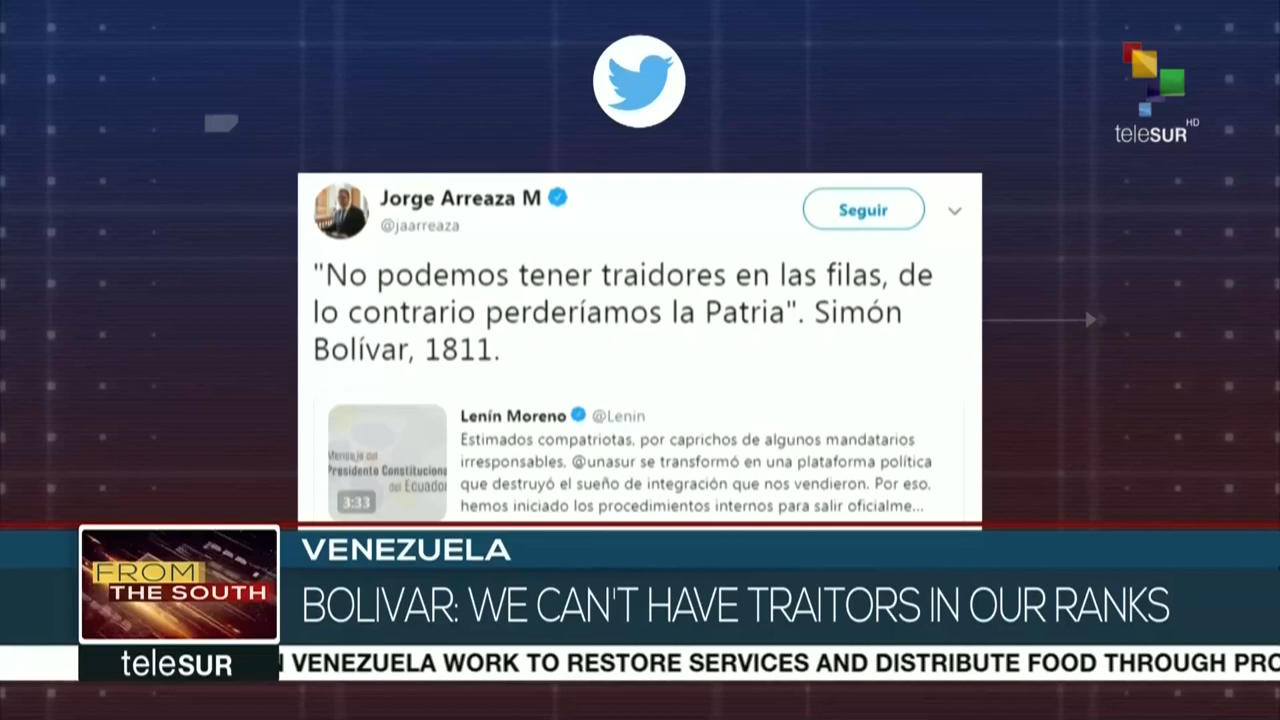 teleSUR HD
Jorge Arreaza M
@jaarreaza
Seguir
"No podemos tener traidores en las filas, de
lo contrario perderíamos la Patria". Simón
Bolívar, 1811.
Mensaje del
Presidente Constitucional
del Ecuador
3:33
Lenín Moreno @Lenin
Estimados compatriotas, por caprichos de algunos mandatarios
irresponsables, @unasur se transformó en una plataforma política
que destruyó el sueño de integración que nos vendieron. Por eso,
hemos iniciado los procedimientos internos para salir oficialme...
VENEZUELA
FROM
THE SOUTH
BOLIVAR: WE CAN'T HAVE TRAITORS IN OUR RANKS
teleSUR
VENEZUELA WORK TO RESTORE SERVICES AND DISTRIBUTE FOOD THROUGH PRO